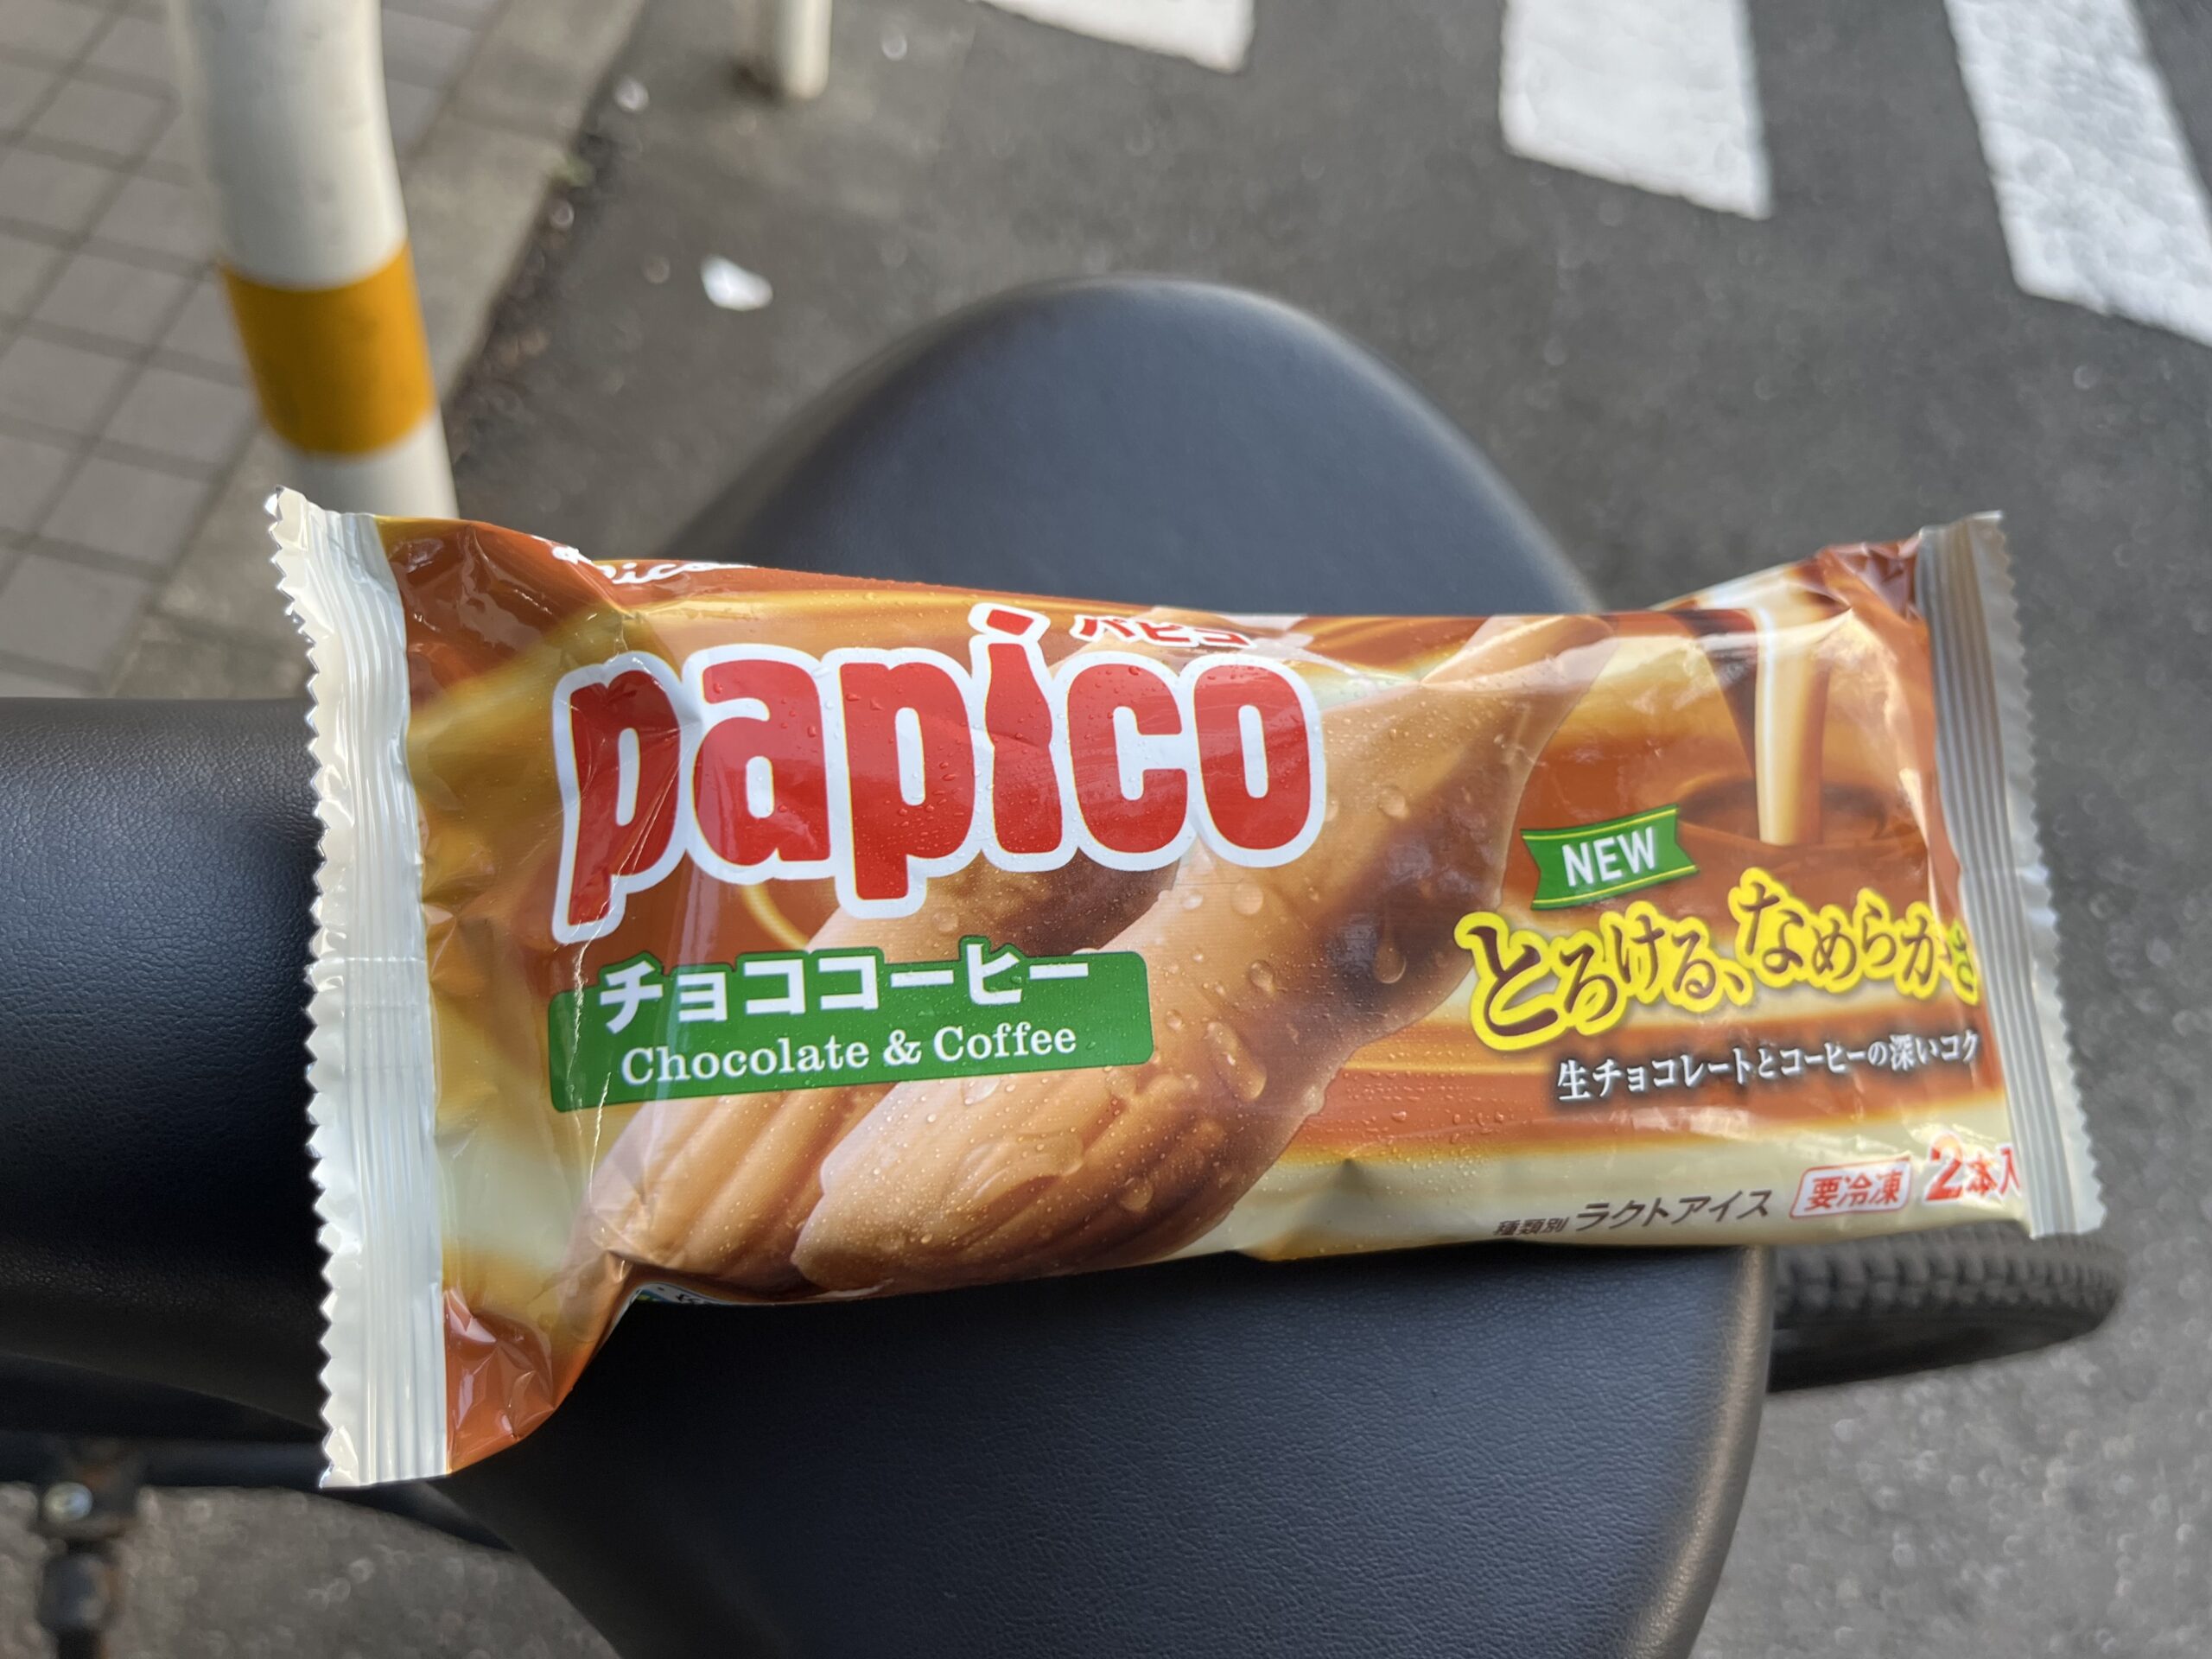 パピコ
papico
チョココーヒー
Chocolate & Coffee
NEW
とろける、なめらかさ
生チョコレートとコーヒーの深いコク
種類別 ラクトアイス 要冷凍 2本入